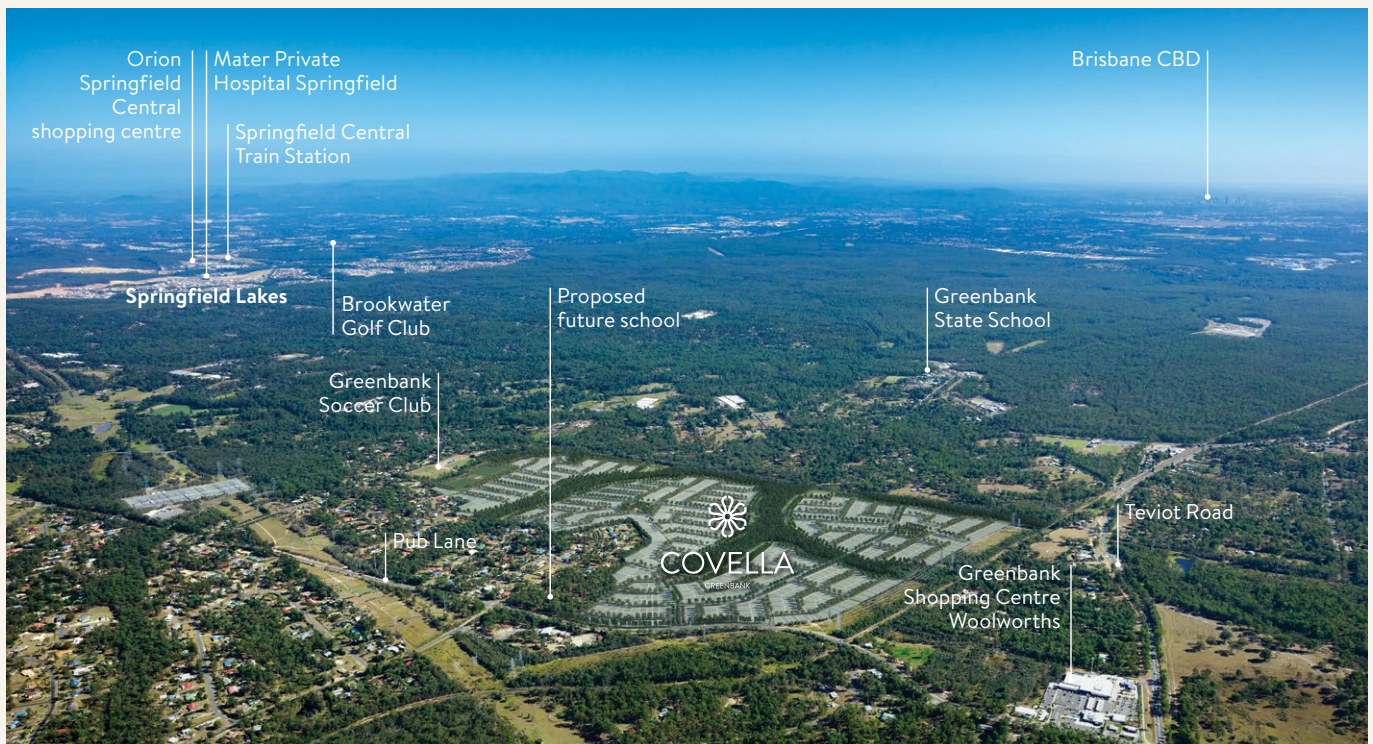 Orion
Springfield
Central
shopping centre
Mater Private
Hospital Springfield
Springfield Central
Train Station
Brisbane CBD
Springfield Lakes
Brookwater
Golf Club
Proposed
future school
Greenbank
State School
Greenbank
Soccer Club
Pub Lane
COVELLA
GREENBANK
Teviot Road
Greenbank
Shopping Centre
Woolworths